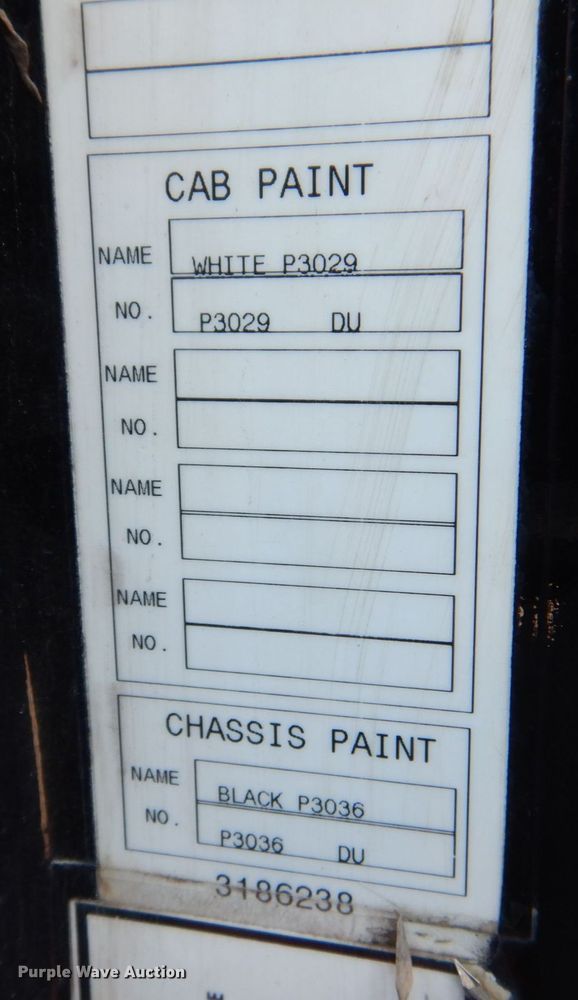 CAB PAINT
NAME WHITE P3029
NO. P3029 DU
NAME
NO.
NAME
NO.
NAME
NO.
CHASSIS PAINT
NAME BLACK P3036
NO. P3036 DU
3186238
Purple Wave Auction